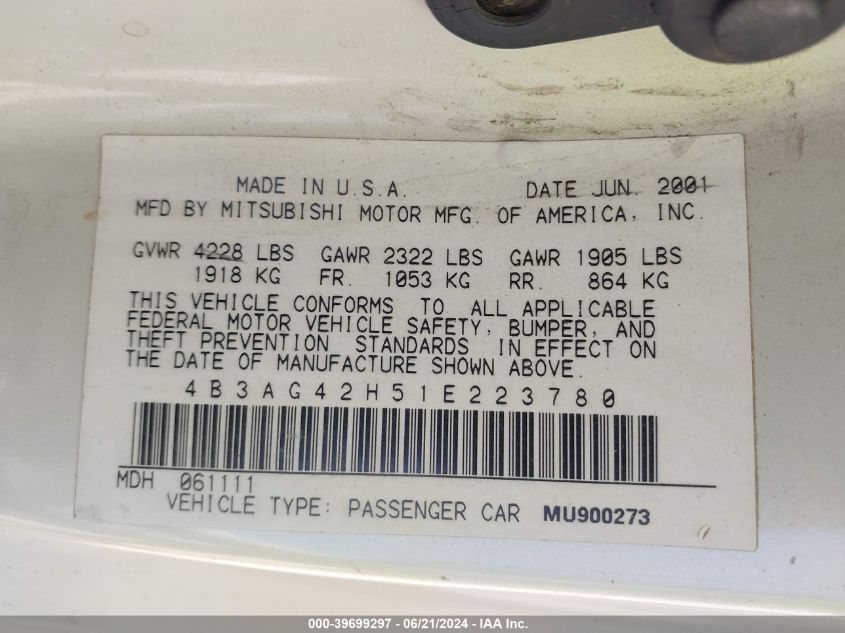 MADE IN U.S.A. DATE JUN. 2001
MFD BY MITSUBISHI MOTOR MFG. OF AMERICA, INC.
GVWR 4228 LBS GAWR 2322 LBS GAWR 1905 LBS
1918 KG FR. 1053 KG RR. 864 KG
THIS VEHICLE CONFORMS TO ALL APPLICABLE
FEDERAL MOTOR VEHICLE SAFETY, BUMPER, AND
THEFT PREVENTION STANDARDS IN EFFECT ON
THE DATE OF MANUFACTURE SHOWN ABOVE.
4B3AG42H51E223780
MDH 061111
VEHICLE TYPE: PASSENGER CAR MU900273
000-39699297 - 06/21/2024 - IAA Inc.